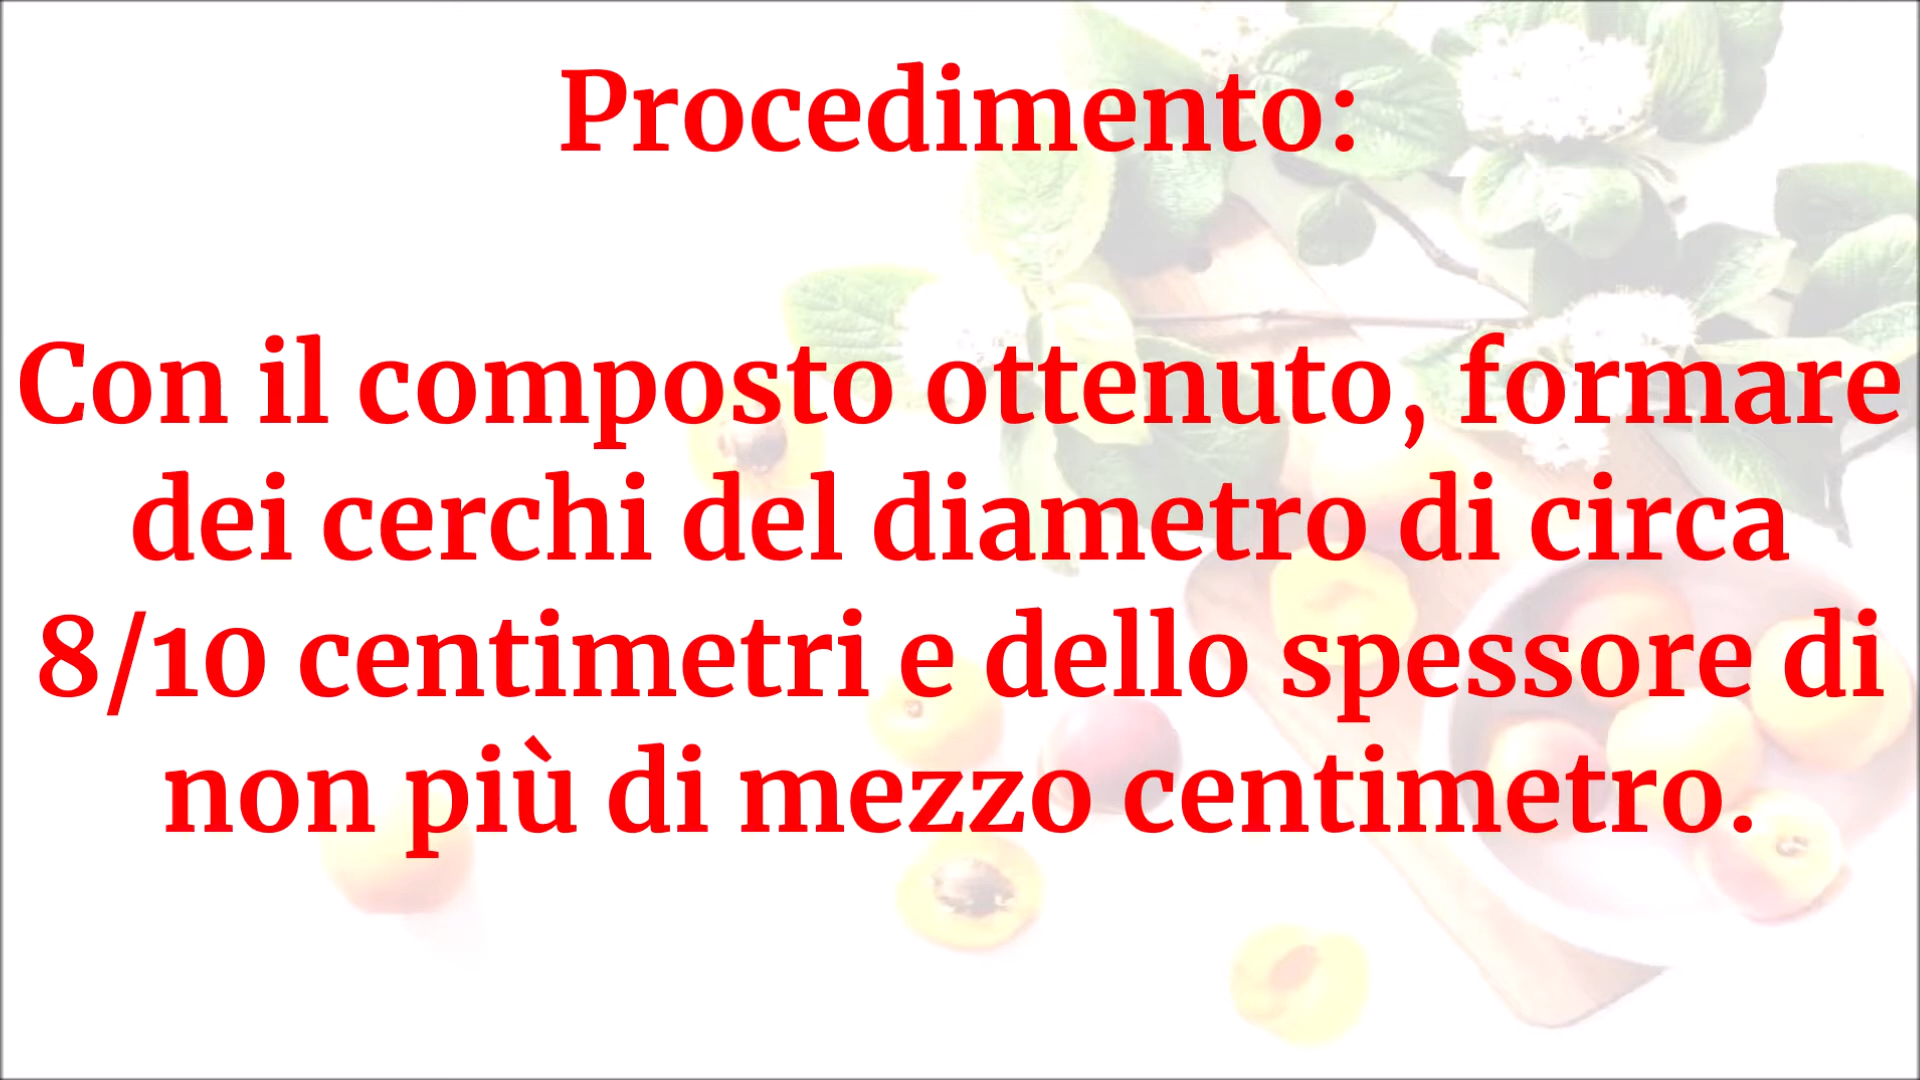 Procedimento:
Con il composto ottenuto, formare
dei cerchi del diametro di circa
8/10 centimetri e dello spessore di
non più di mezzo centimetro.